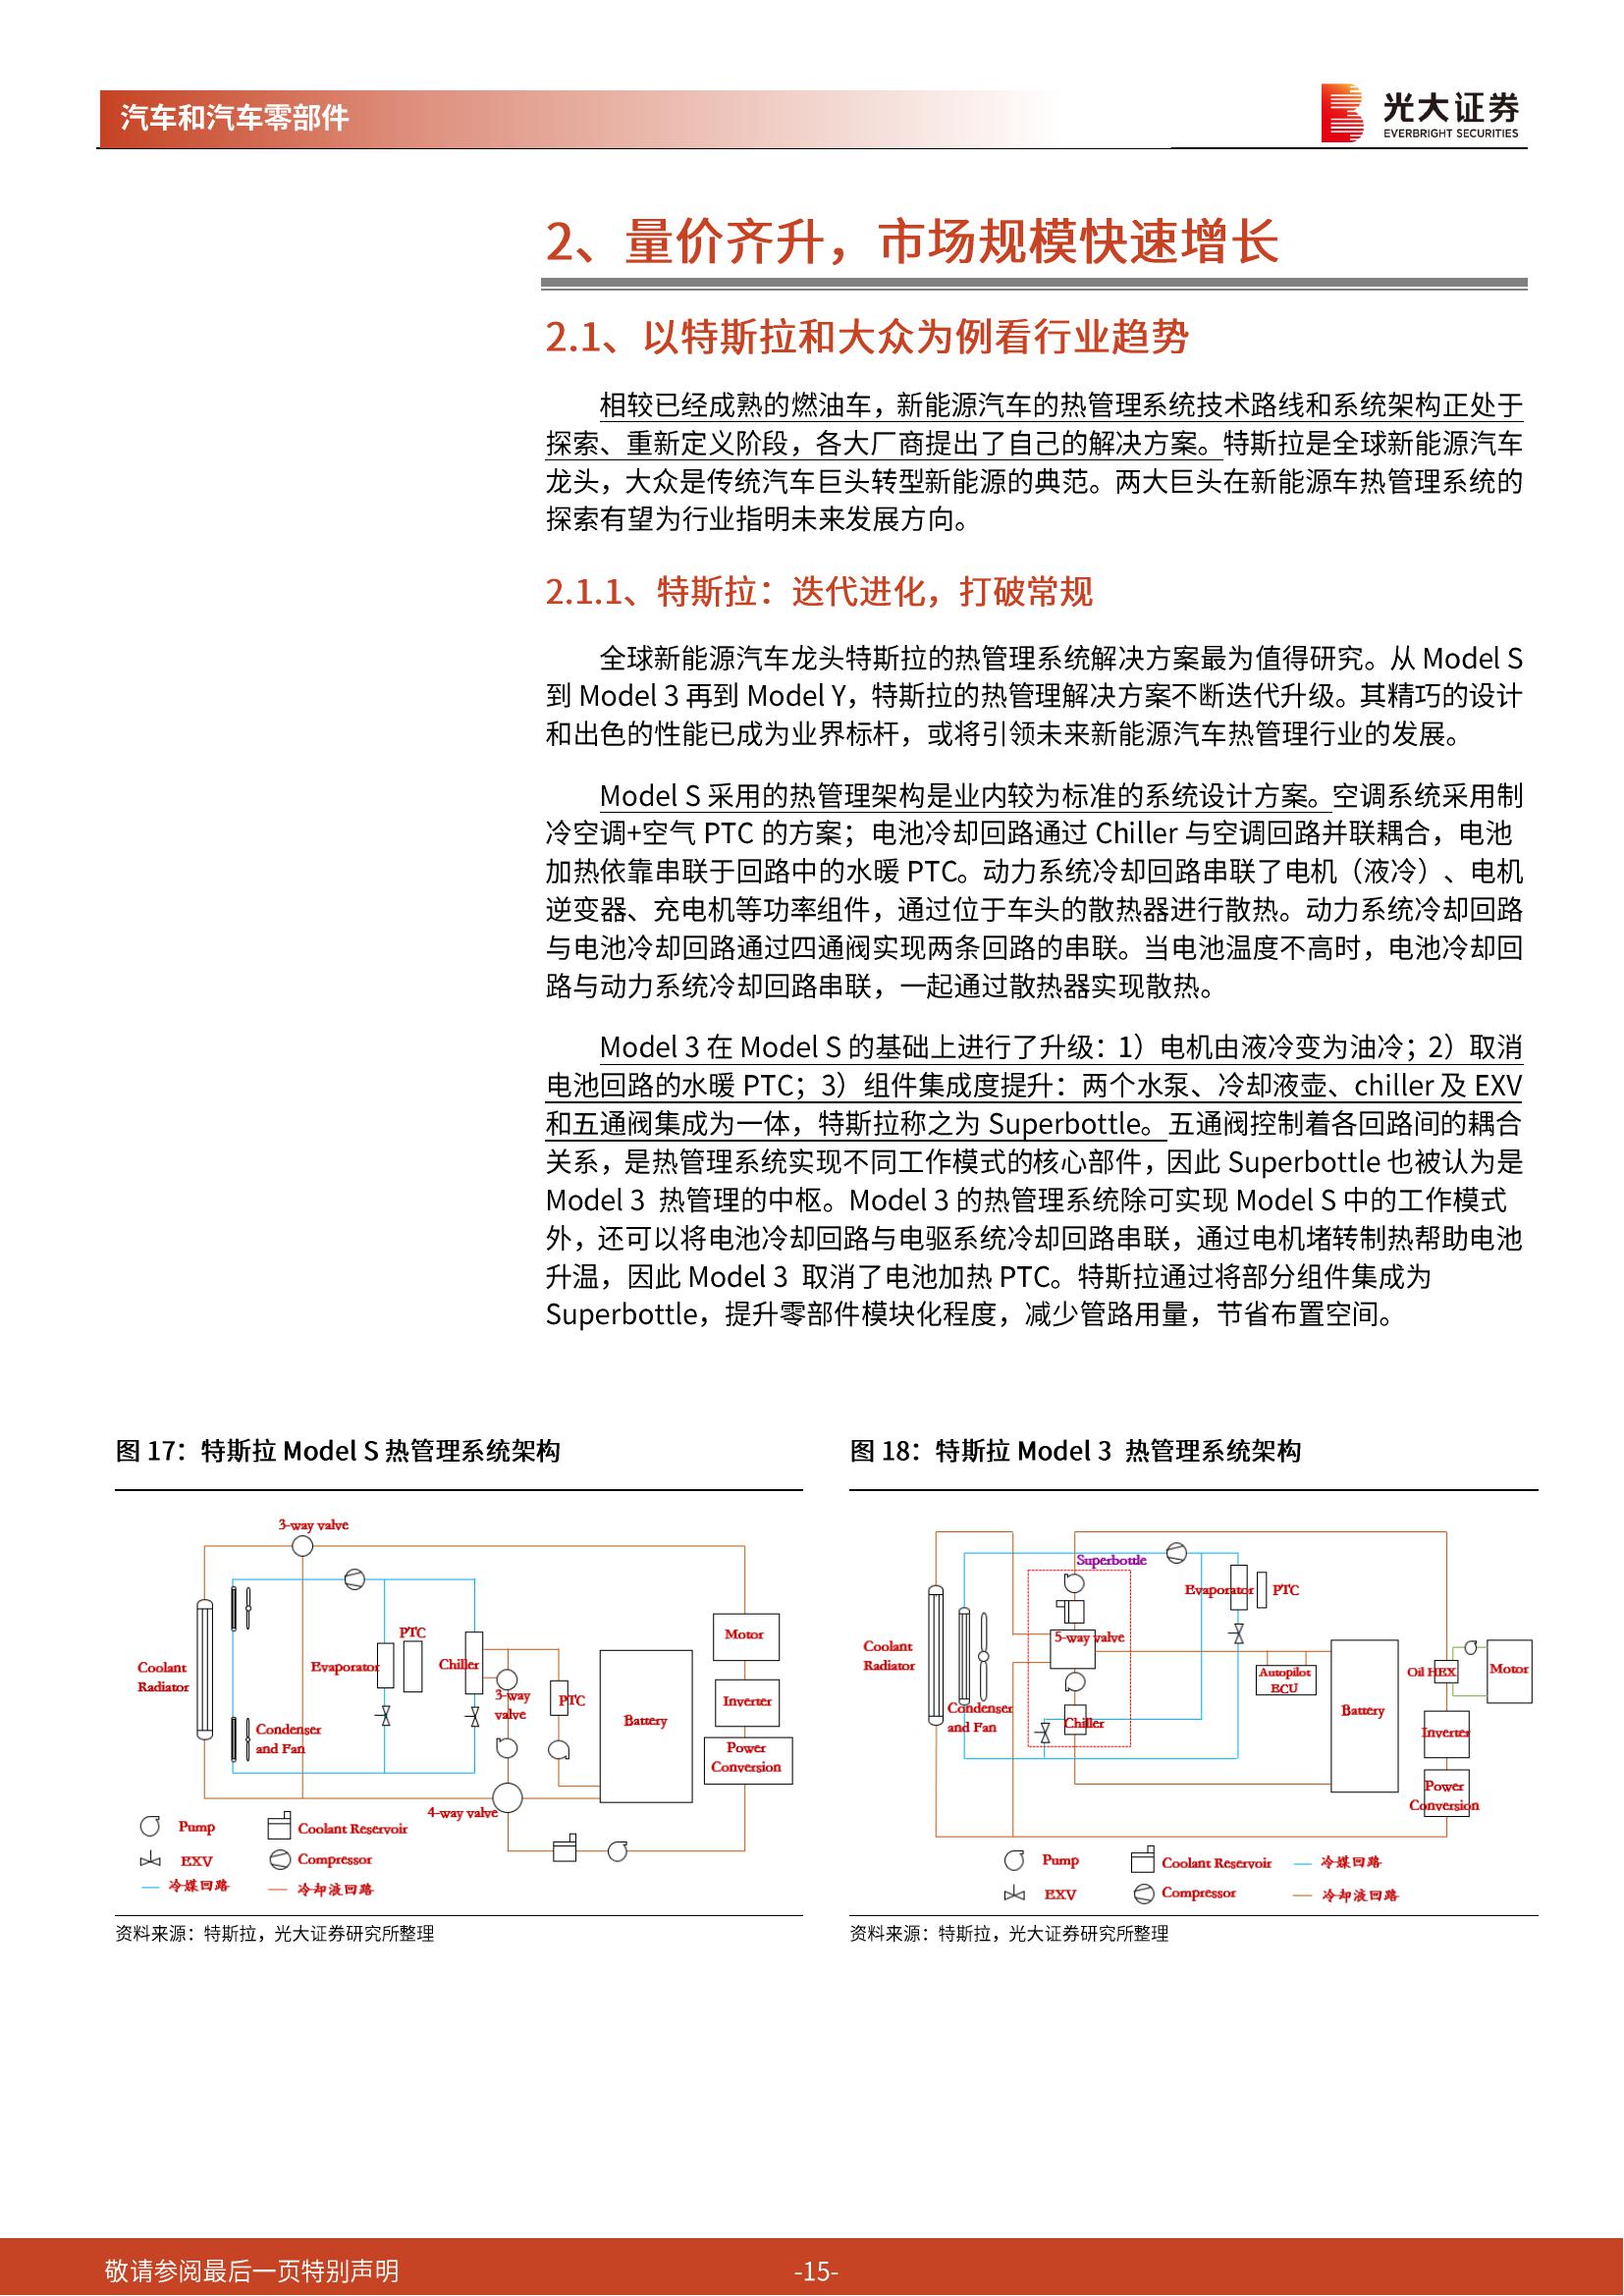 汽车和汽车零部件
光大证券
EVERBRIGHT SECURITIES
2、量价齐升，市场规模快速增长
2.1、以特斯拉和大众为例看行业趋势
相较已经成熟的燃油车，新能源汽车的热管理系统技术路线和系统架构正处于
探索、重新定义阶段，各大厂商提出了自己的解决方案。特斯拉是全球新能源汽车
龙头，大众是传统汽车巨头转型新能源的典范。两大巨头在新能源车热管理系统的
探索有望为行业指明未来发展方向。
2.1.1、特斯拉：迭代进化，打破常规
全球新能源汽车龙头特斯拉的热管理系统解决方案最为值得研究。从 Model S
到 Model 3 再到 Model Y，特斯拉的热管理解决方案不断迭代升级。其精巧的设计
和出色的性能已成为业界标杆，或将引领未来新能源汽车热管理行业的发展。
Model S 采用的热管理架构是业内较为标准的系统设计方案。空调系统采用制
冷空调+空气 PTC 的方案；电池冷却回路通过 Chiller 与空调回路并联耦合，电池
加热依靠串联于回路中的水暖 PTC。动力系统冷却回路串联了电机（液冷）、电机
逆变器、充电机等功率组件，通过位于车头的散热器进行散热。动力系统冷却回路
与电池冷却回路通过四通阀实现两条回路的串联。当电池温度不高时，电池冷却回
路与动力系统冷却回路串联，一起通过散热器实现散热。
Model 3 在 Model S 的基础上进行了升级：1）电机由液冷变为油冷；2）取消
电池回路的水暖 PTC；3）组件集成度提升：两个水泵、冷却液壶、chiller 及 EXV
和五通阀集成为一体，特斯拉称之为 Superbottle。五通阀控制着各回路间的耦合
关系，是热管理系统实现不同工作模式的核心部件，因此 Superbottle 也被认为是
Model 3 热管理的中枢。Model 3 的热管理系统除可实现 Model S 中的工作模式
外，还可以将电池冷却回路与电驱系统冷却回路串联，通过电机堵转制热帮助电池
升温，因此 Model 3 取消了电池加热 PTC。特斯拉通过将部分组件集成为
Superbottle，提升零部件模块化程度，减少管路用量，节省布置空间。
图 17：特斯拉 Model S 热管理系统架构
3-way valve
PTC
Motor
Coolant
Radiator
Evaporator
Chiller
3-way
valve
PTC
Inverter
Battery
Condenser
and Fan
Power
Conversion
4-way valve
Pump
Coolant Reservoir
EXV
Compressor
冷媒回路
冷却液回路
资料来源：特斯拉，光大证券研究所整理
图 18：特斯拉 Model 3 热管理系统架构
Superbottle
Evaporator
PTC
5-way valve
Coolant
Radiator
Autopilot
ECU
Oil HEX
Motor
Condenser
and Fan
Chiller
Battery
Inverter
Power
Conversion
Pump
Coolant Reservoir
冷媒回路
EXV
Compressor
冷却液回路
资料来源：特斯拉，光大证券研究所整理
敬请参阅最后一页特别声明
-15-